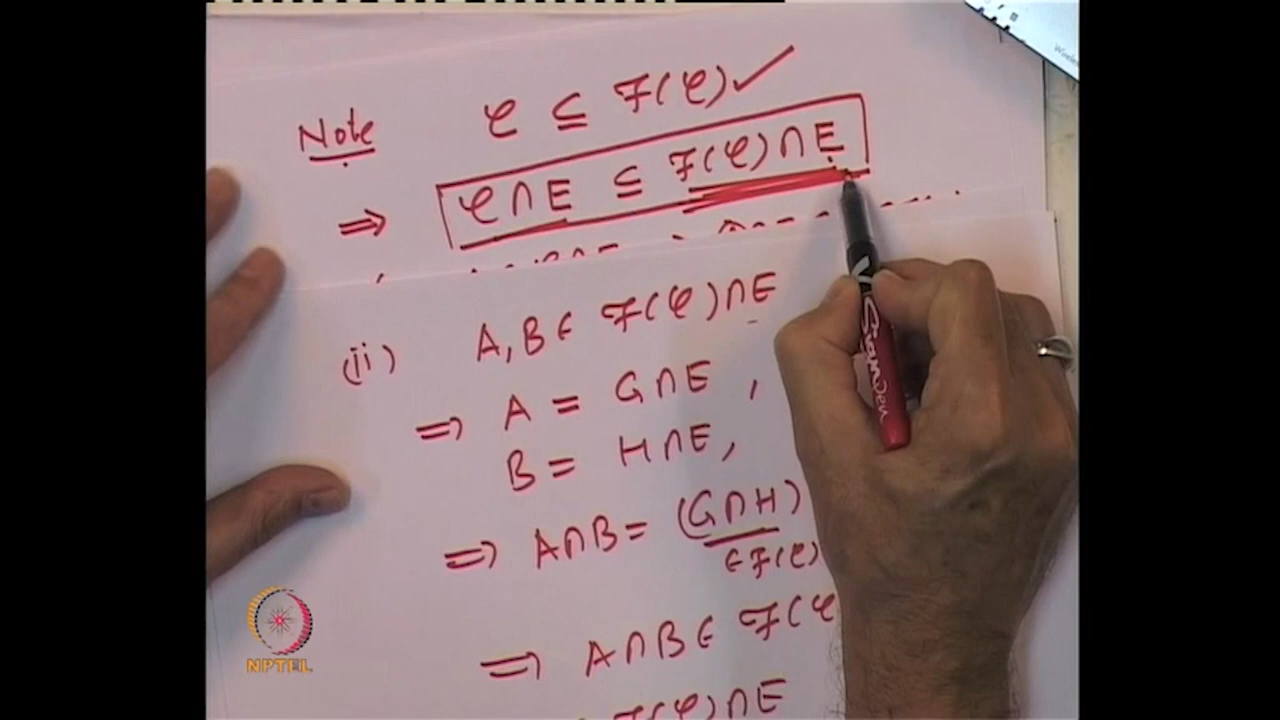 Note 𝒞 ⊆ ℱ(𝒞) ✓
⇒ 𝒞∩E ⊆ ℱ(𝒞)∩E
(ii) A, B ∈ ℱ(𝒞)∩E
⇒ A = G∩E ,
B = H∩E,
⇒ A∩B = (G∩H)
∈ ℱ(𝒞)
⇒ A∩B ∈ ℱ(𝒞
ℱ(𝒞)∩E
NPTEL